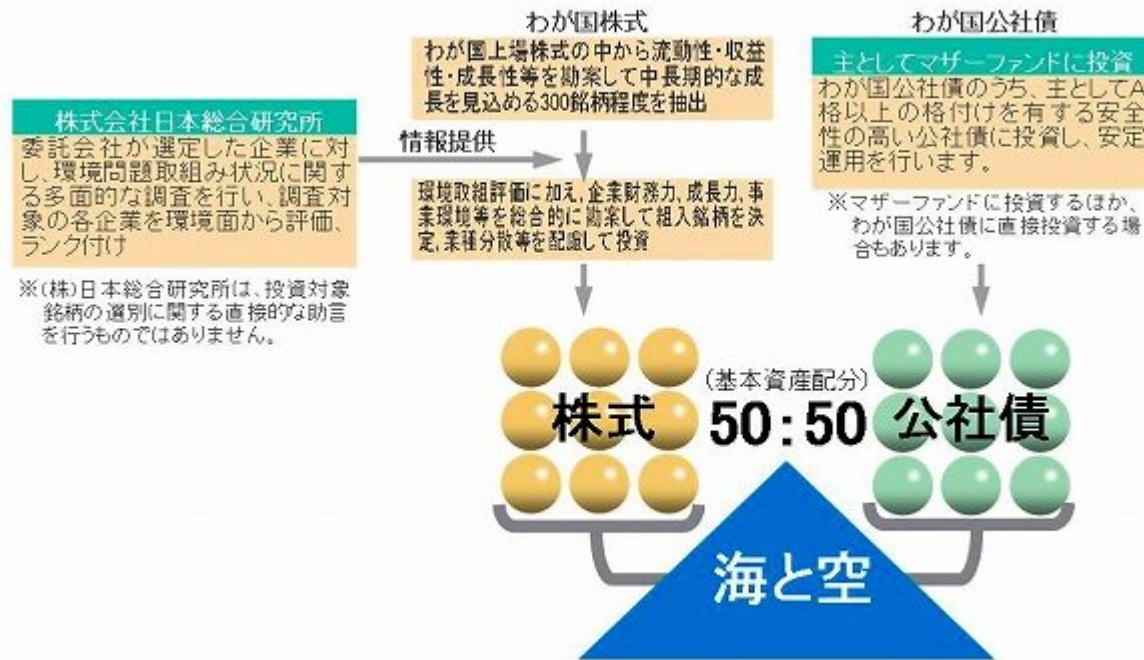 わが国株式
わが国上場株式の中から流動性・収益
性・成長性等を勘案して中長期的な成
長を見込める300銘柄程度を抽出
株式会社日本総合研究所
委託会社が選定した企業に対
し、環境問題取組み状況に関す
る多面的な調査を行い、調査対
象の各企業を環境面から評価、
ランク付け
※(株)日本総合研究所は、投資対象
銘柄の選別に関する直接的な助言
を行うものではありません。
情報提供
環境取組評価に加え、企業財務力、成長力、事
業環境等を総合的に勘案して組入銘柄を決
定、業種分散等を配慮して投資
わが国公社債
主としてマザーファンドに投資
わが国公社債のうち、主としてA
格以上の格付けを有する安全
性の高い公社債に投資し、安定
運用を行います。
※マザーファンドに投資するほか、
わが国公社債に直接投資する場
合もあります。
(基本資産配分)
株式 50:50 公社債
海と空